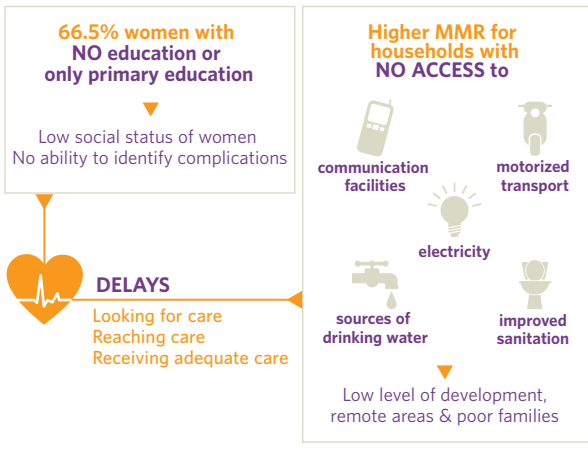 66.5% women with
NO education or
only primary education
Low social status of women
No ability to identify complications
DELAYS
Looking for care
Reaching care
Receiving adequate care
Higher MMR for
households with
NO ACCESS to
communication
facilities
motorized
transport
electricity
sources of
drinking water
improved
sanitation
Low level of development,
remote areas & poor families